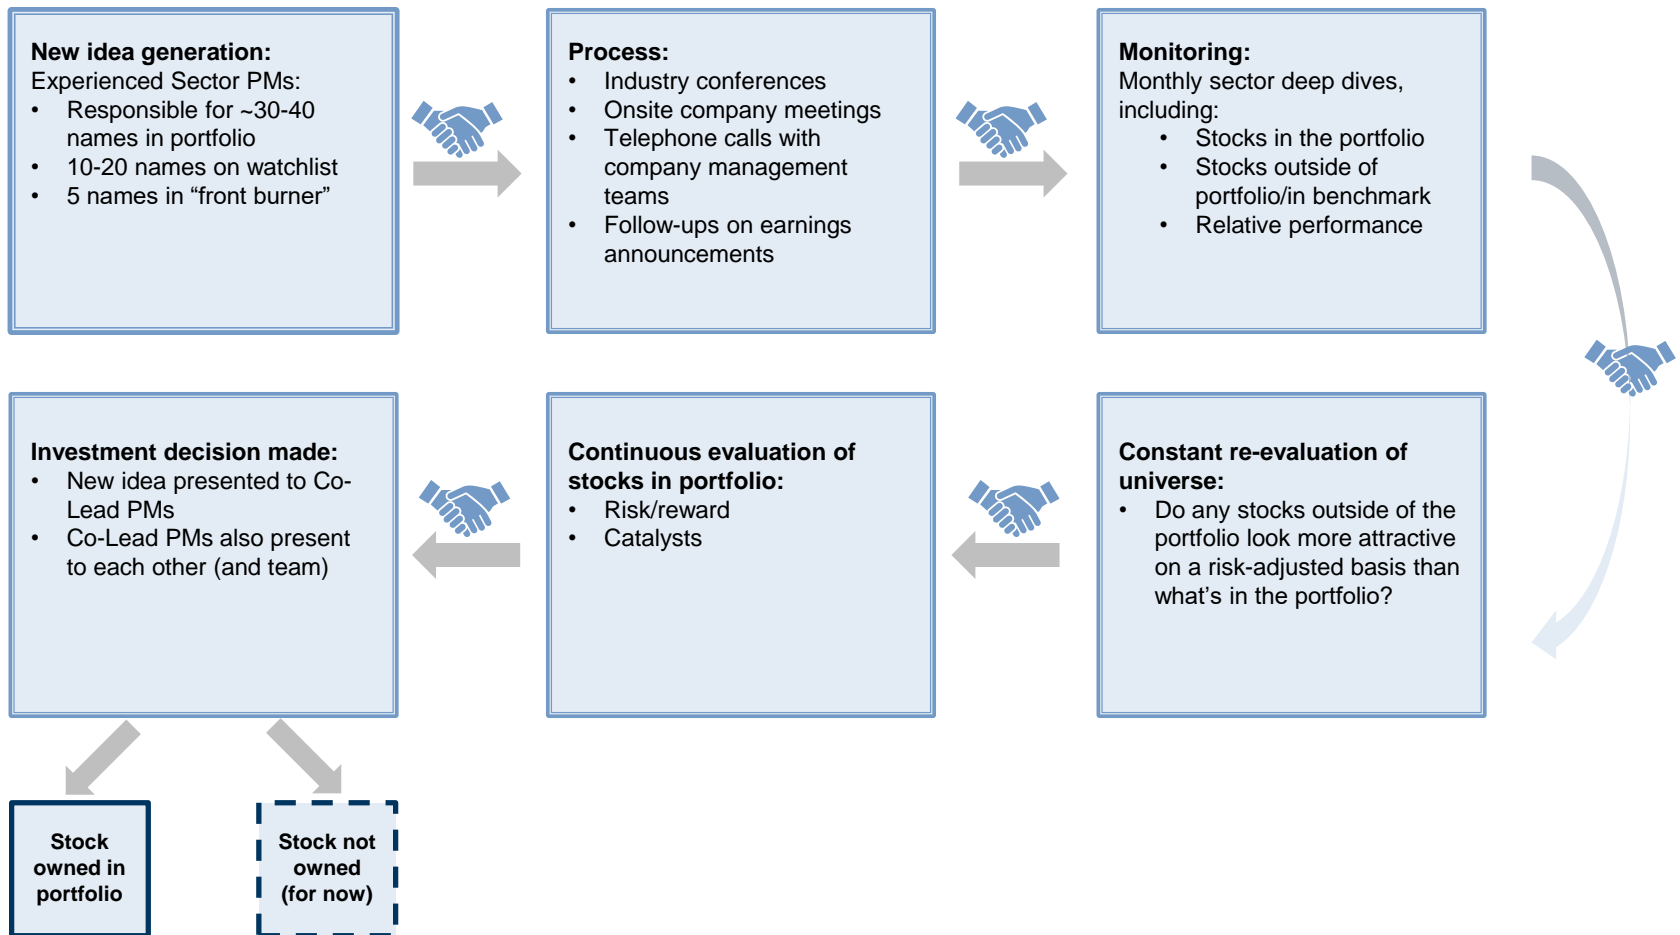 New idea generation:
Experienced Sector PMs:
• Responsible for ~30-40
names in portfolio
• 10-20 names on watchlist
• 5 names in “front burner”
Process:
• Industry conferences
• Onsite company meetings
• Telephone calls with
company management
teams
• Follow-ups on earnings
announcements
Monitoring:
Monthly sector deep dives,
including:
• Stocks in the portfolio
• Stocks outside of
portfolio/in benchmark
• Relative performance
Constant re-evaluation of
universe:
• Do any stocks outside of the
portfolio look more attractive
on a risk-adjusted basis than
what’s in the portfolio?
Continuous evaluation of
stocks in portfolio:
• Risk/reward
• Catalysts
Investment decision made:
• New idea presented to Co-
Lead PMs
• Co-Lead PMs also present
to each other (and team)
Stock
owned in
portfolio
Stock not
owned
(for now)